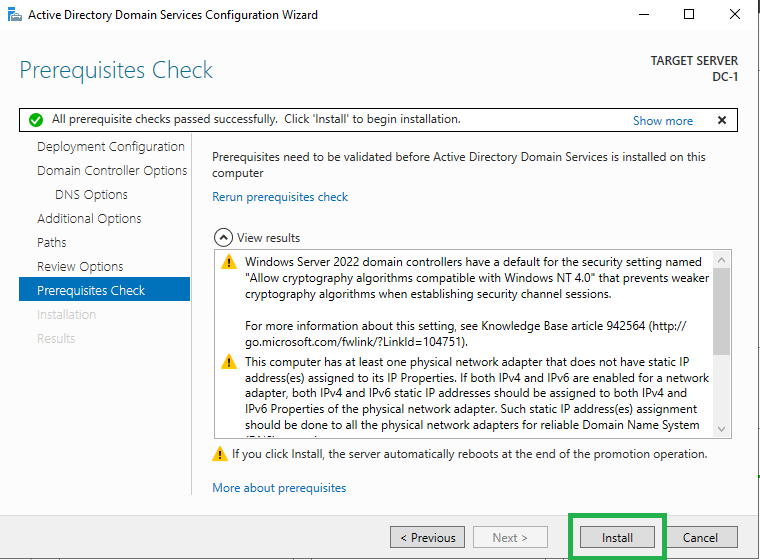 Active Directory Domain Services Configuration Wizard
Prerequisites Check
TARGET SERVER
DC-1
All prerequisite checks passed successfully. Click 'Install' to begin installation.
Show more
Deployment Configuration
Domain Controller Options
DNS Options
Additional Options
Paths
Review Options
Prerequisites Check
Installation
Results
Prerequisites need to be validated before Active Directory Domain Services is installed on this
computer
Rerun prerequisites check
View results
Windows Server 2022 domain controllers have a default for the security setting named
"Allow cryptography algorithms compatible with Windows NT 4.0" that prevents weaker
cryptography algorithms when establishing security channel sessions.
For more information about this setting, see Knowledge Base article 942564 (http://
go.microsoft.com/fwlink/?LinkId=104751).
This computer has at least one physical network adapter that does not have static IP
address(es) assigned to its IP Properties. If both IPv4 and IPv6 are enabled for a network
adapter, both IPv4 and IPv6 static IP addresses should be assigned to both IPv4 and
IPv6 Properties of the physical network adapter. Such static IP address(es) assignment
should be done to all the physical network adapters for reliable Domain Name System
If you click Install, the server automatically reboots at the end of the promotion operation.
More about prerequisites
< Previous
Next >
Install
Cancel